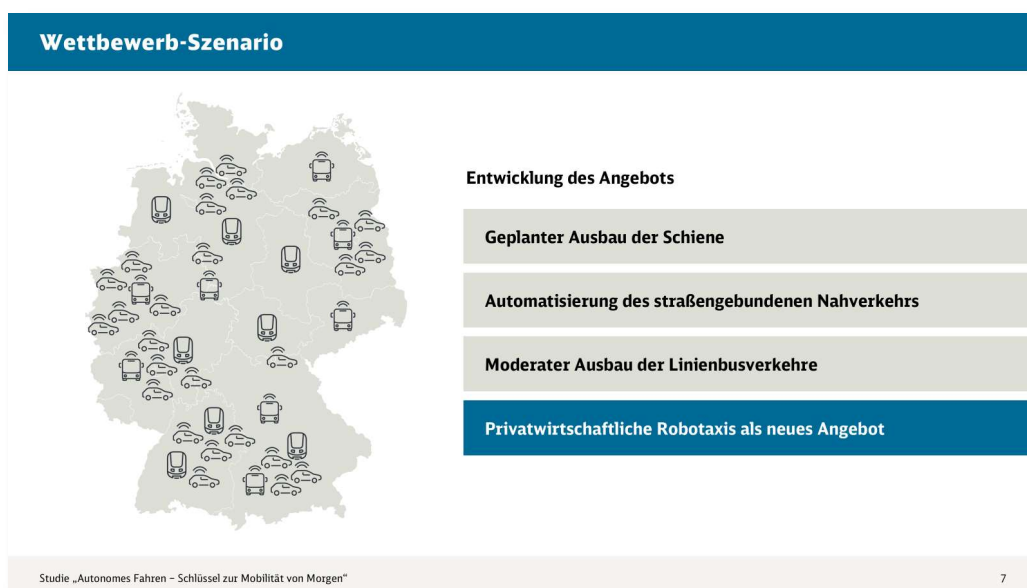 Wettbewerb-Szenario
Entwicklung des Angebots
Geplanter Ausbau der Schiene
Automatisierung des straßengebundenen Nahverkehrs
Moderater Ausbau der Linienbusverkehre
Privatwirtschaftliche Robotaxis als neues Angebot
Studie „Autonomes Fahren – Schlüssel zur Mobilität von Morgen“
7